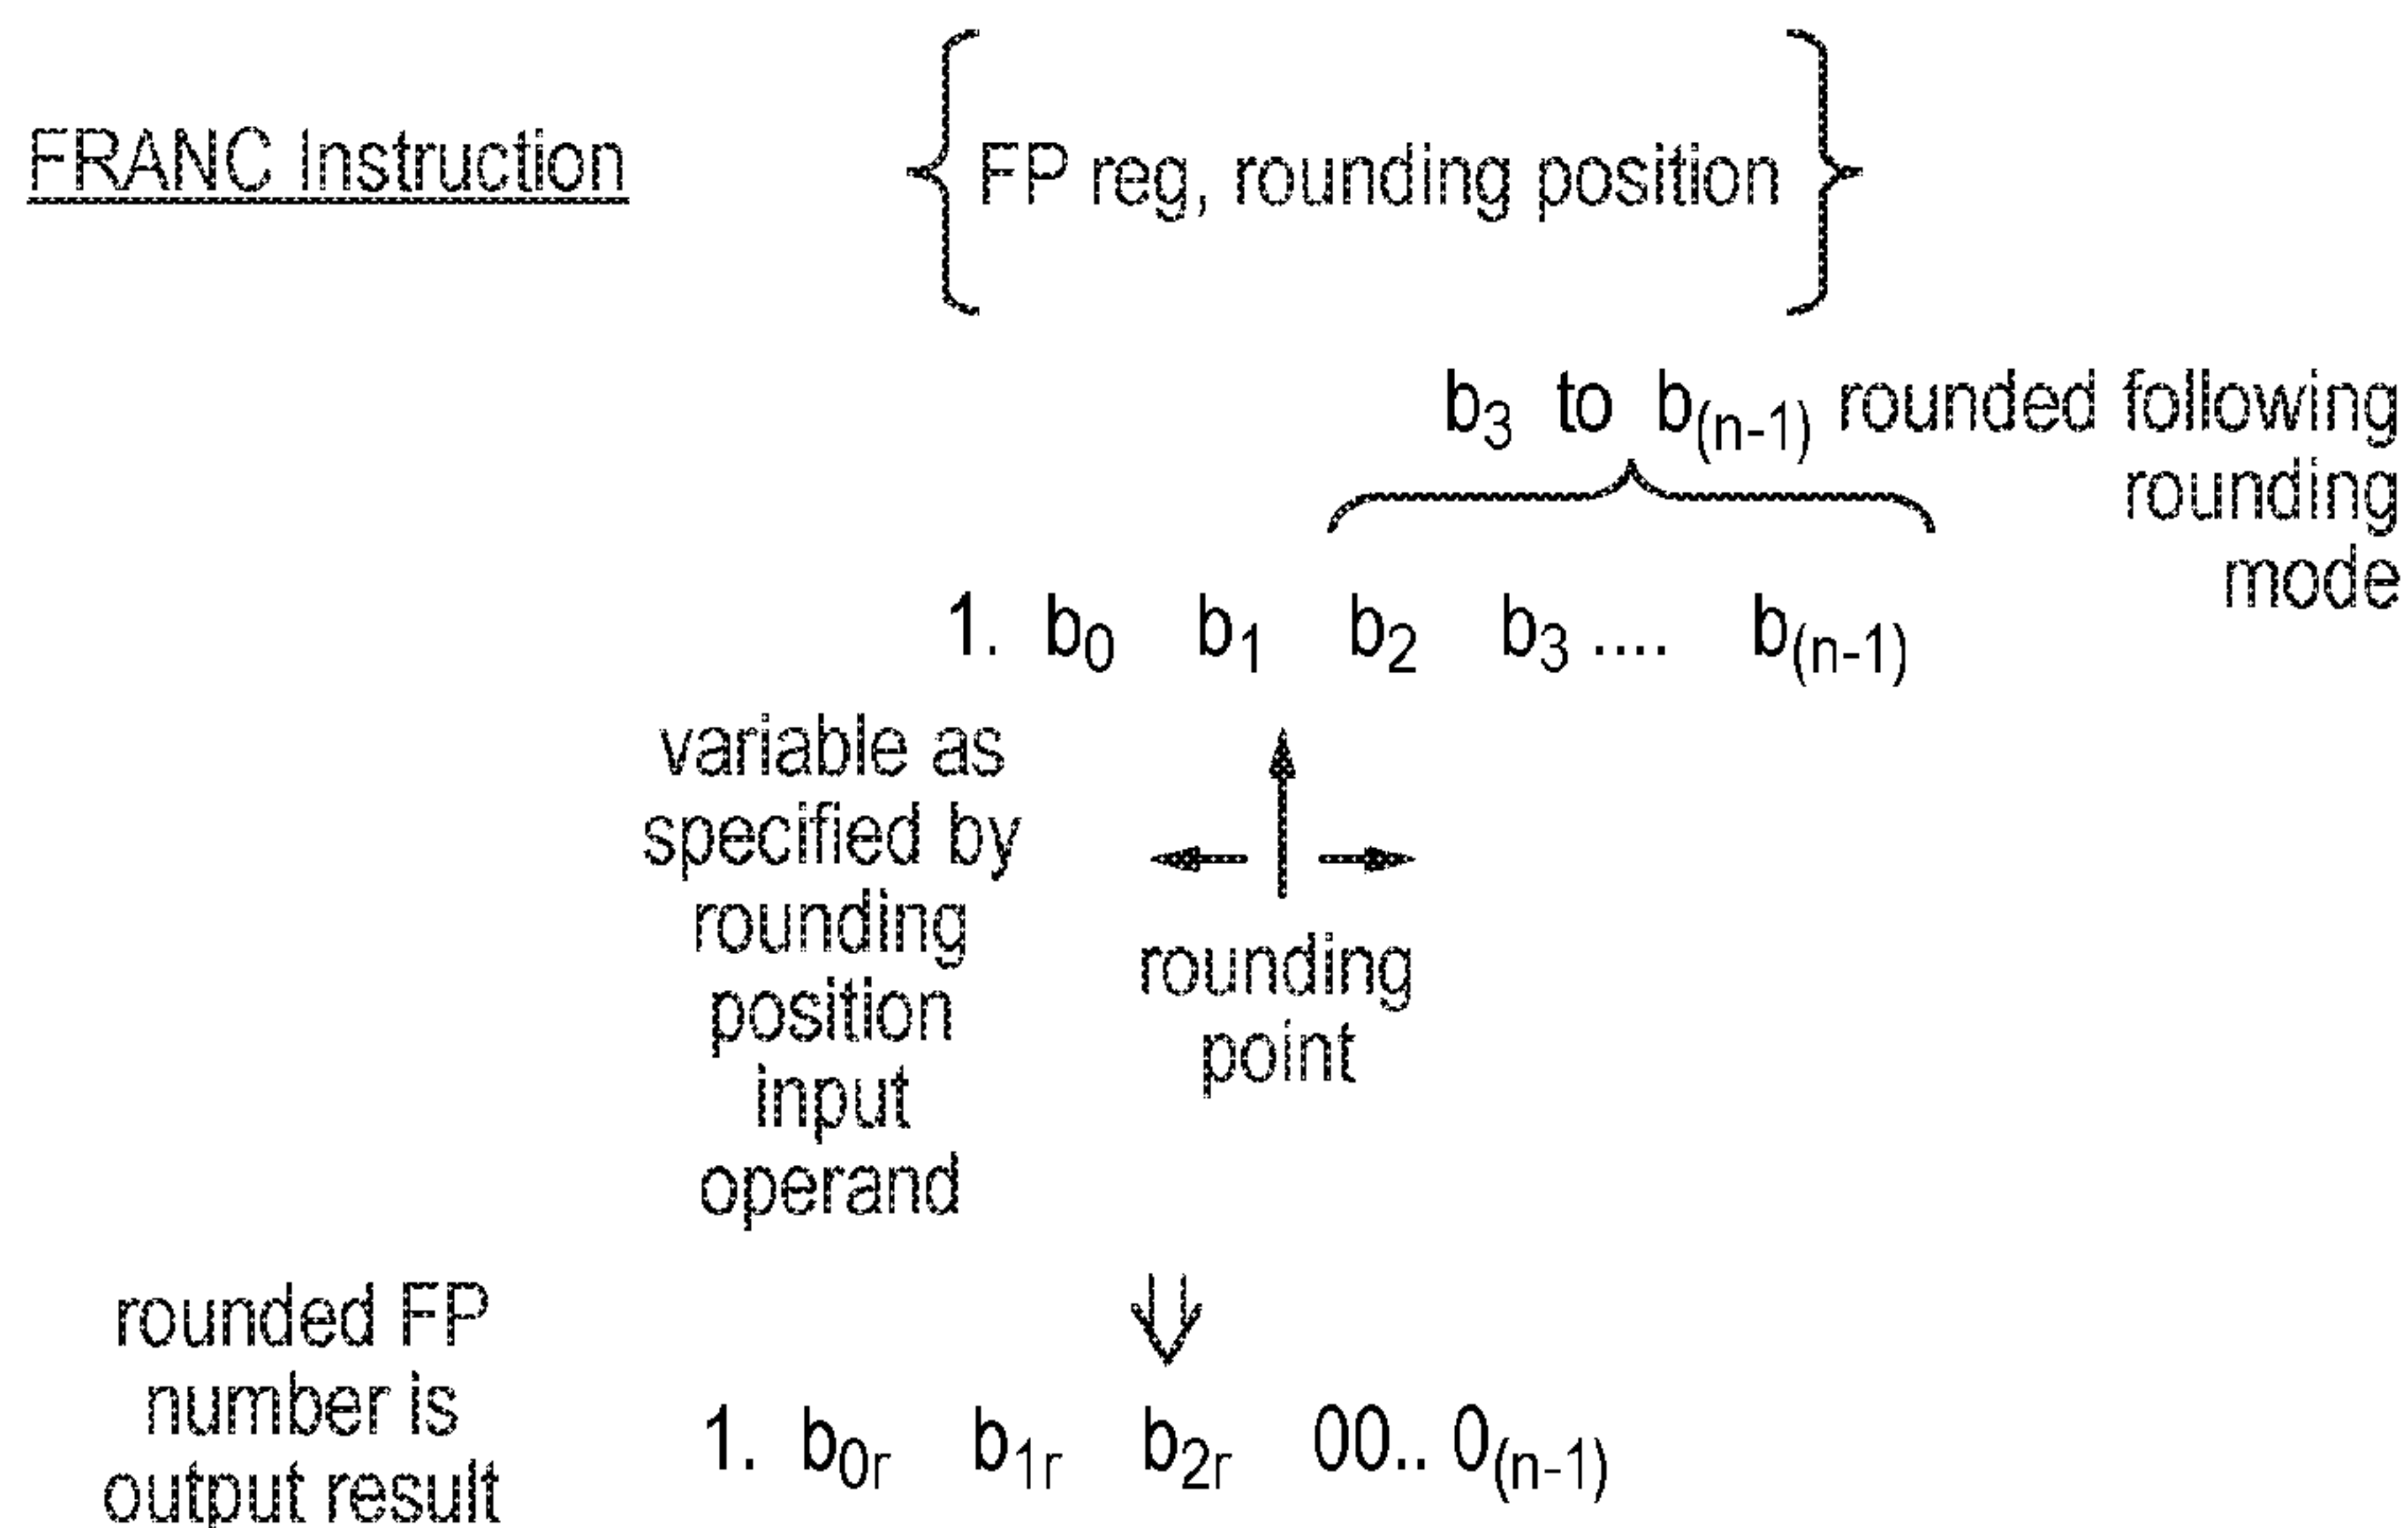 FRANC Instruction { FP reg, rounding position }
b₃ to b₍ₙ₋₁₎ rounded following
rounding
mode
1. b₀ b₁ b₂ b₃ .... b₍ₙ₋₁₎
variable as
specified by
rounding
position
input
operand
rounding
point
rounded FP
number is
output result
1. b₀ᵣ b₁ᵣ b₂ᵣ 00.. 0₍ₙ₋₁₎